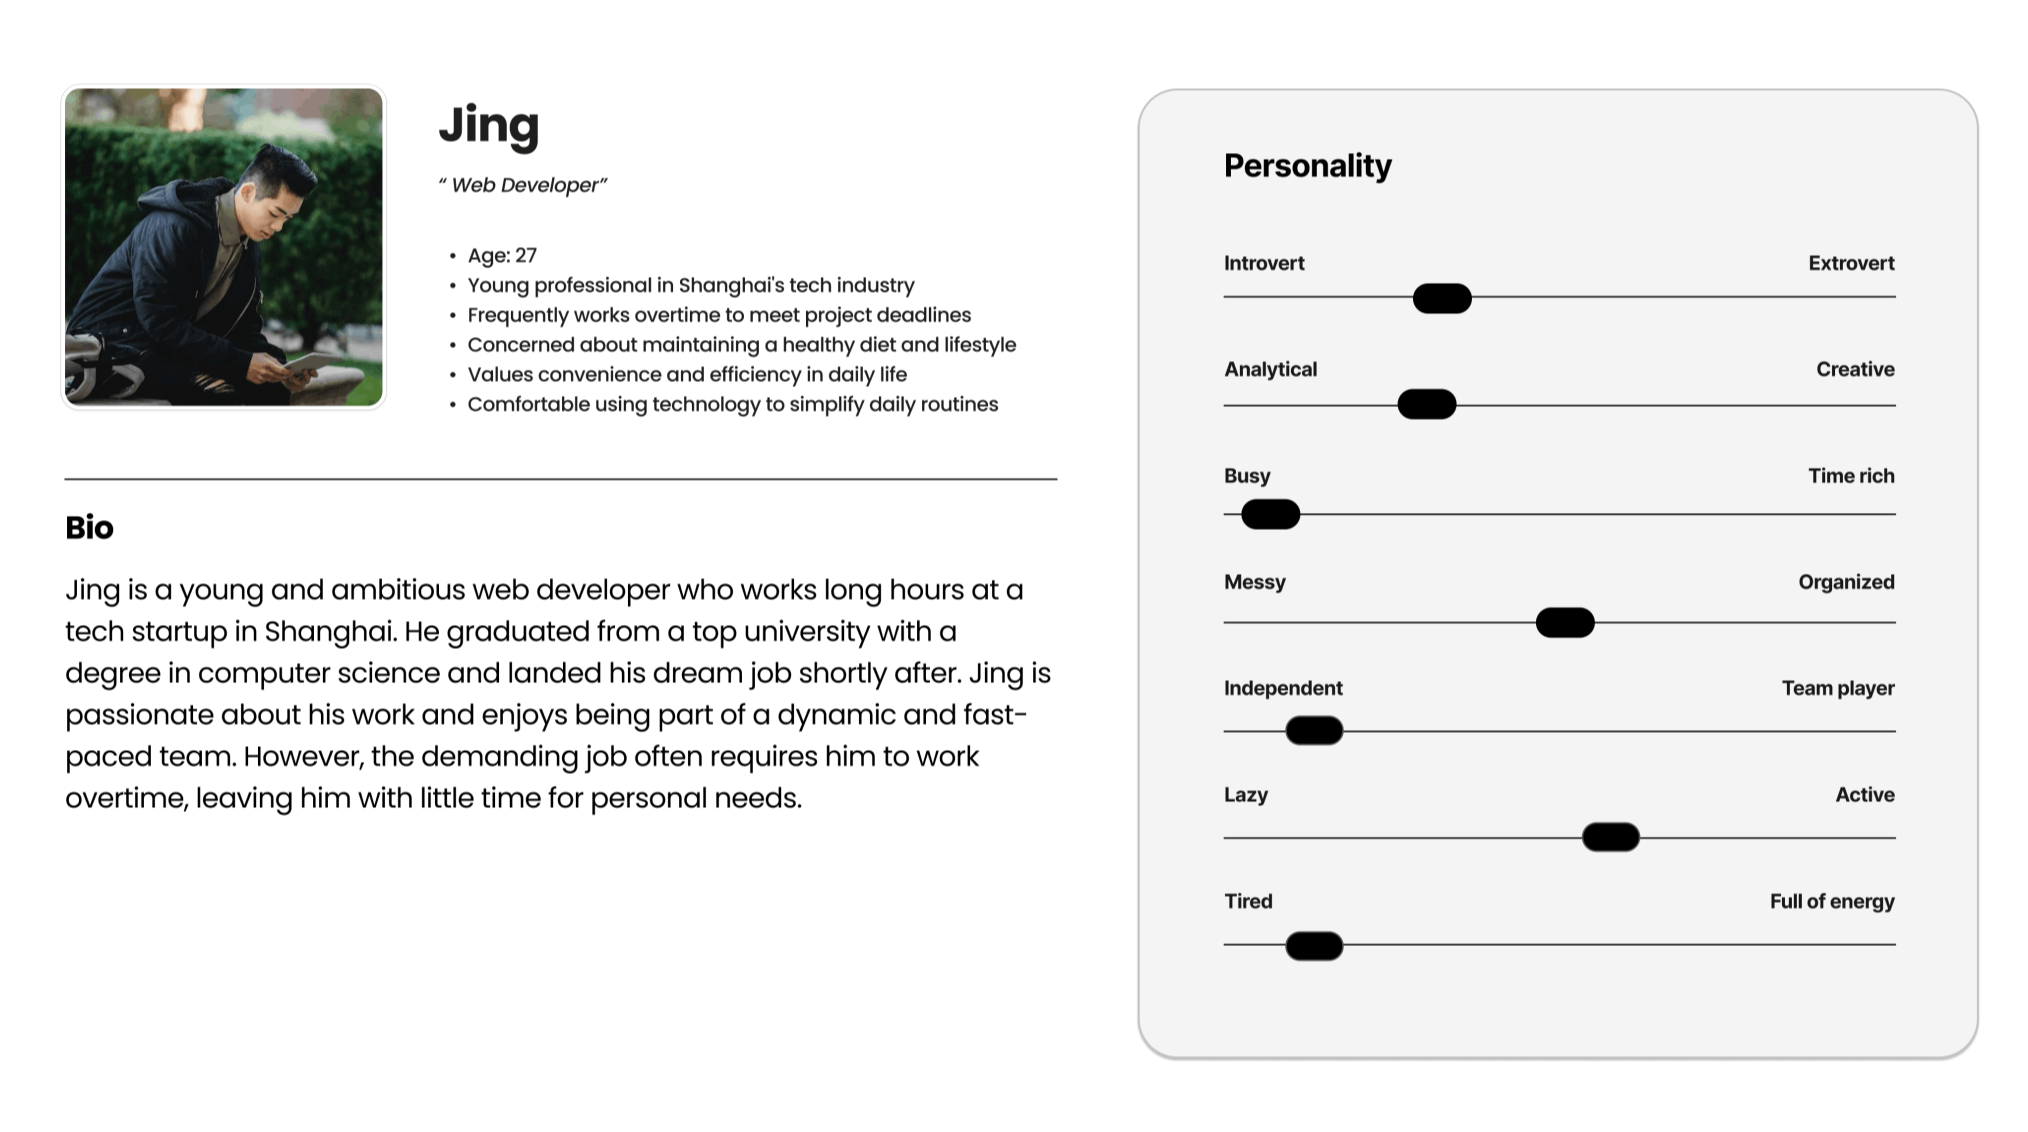 Jing
“ Web Developer”
• Age: 27
• Young professional in Shanghai's tech industry
• Frequently works overtime to meet project deadlines
• Concerned about maintaining a healthy diet and lifestyle
• Values convenience and efficiency in daily life
• Comfortable using technology to simplify daily routines
Bio
Jing is a young and ambitious web developer who works long hours at a
tech startup in Shanghai. He graduated from a top university with a
degree in computer science and landed his dream job shortly after. Jing is
passionate about his work and enjoys being part of a dynamic and fast-
paced team. However, the demanding job often requires him to work
overtime, leaving him with little time for personal needs.
Personality
Introvert Extrovert
Analytical Creative
Busy Time rich
Messy Organized
Independent Team player
Lazy Active
Tired Full of energy